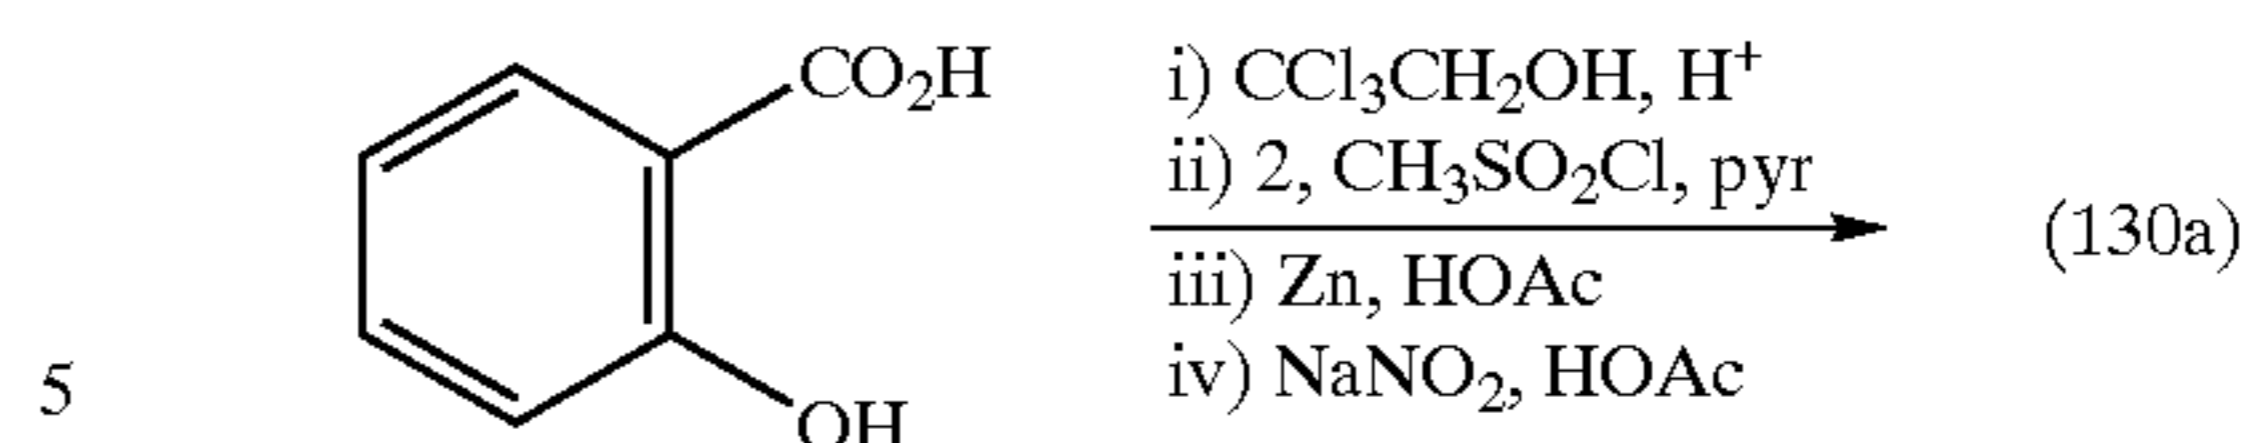 CO₂H
i) CCl₃CH₂OH, H⁺
ii) 2, CH₃SO₂Cl, pyr
(130a)
iii) Zn, HOAc
iv) NaNO₂, HOAc
5
OH